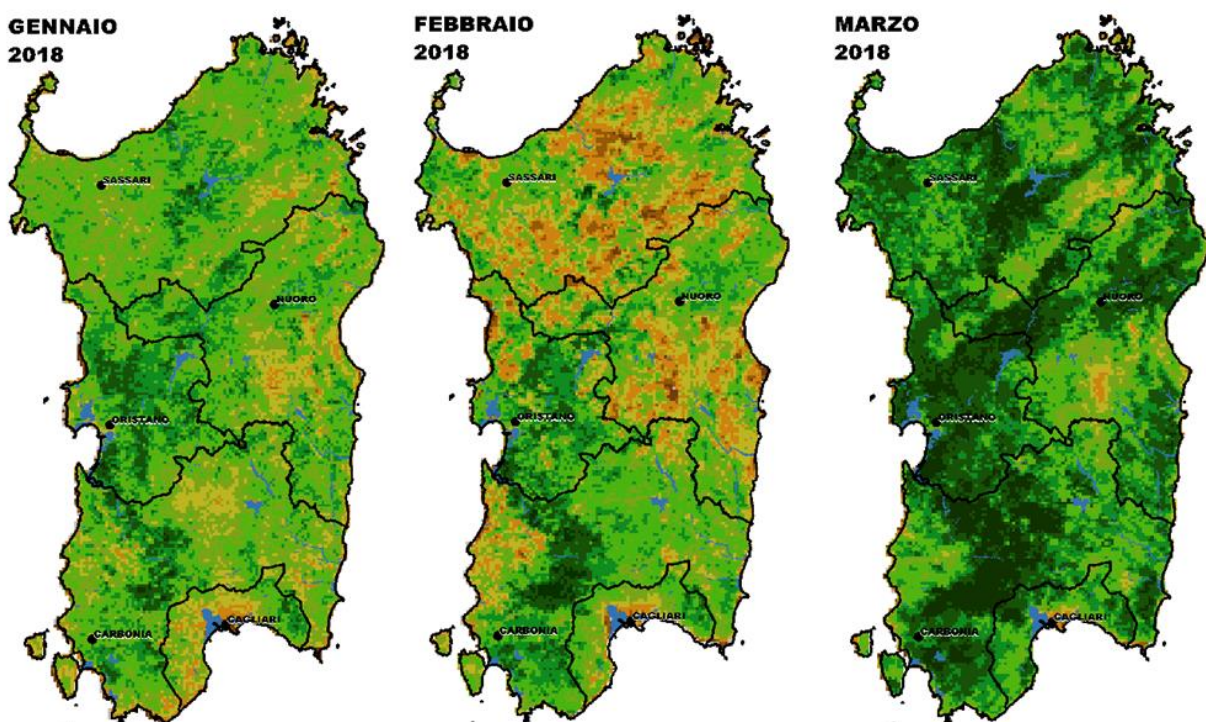 GENNAIO
2018
SASSARI
NUORO
ORISTANO
CARBONIA
CAGLIARI
FEBBRAIO
2018
SASSARI
NUORO
ORISTANO
CARBONIA
CAGLIARI
MARZO
2018
SASSARI
NUORO
ORISTANO
CARBONIA
CAGLIARI